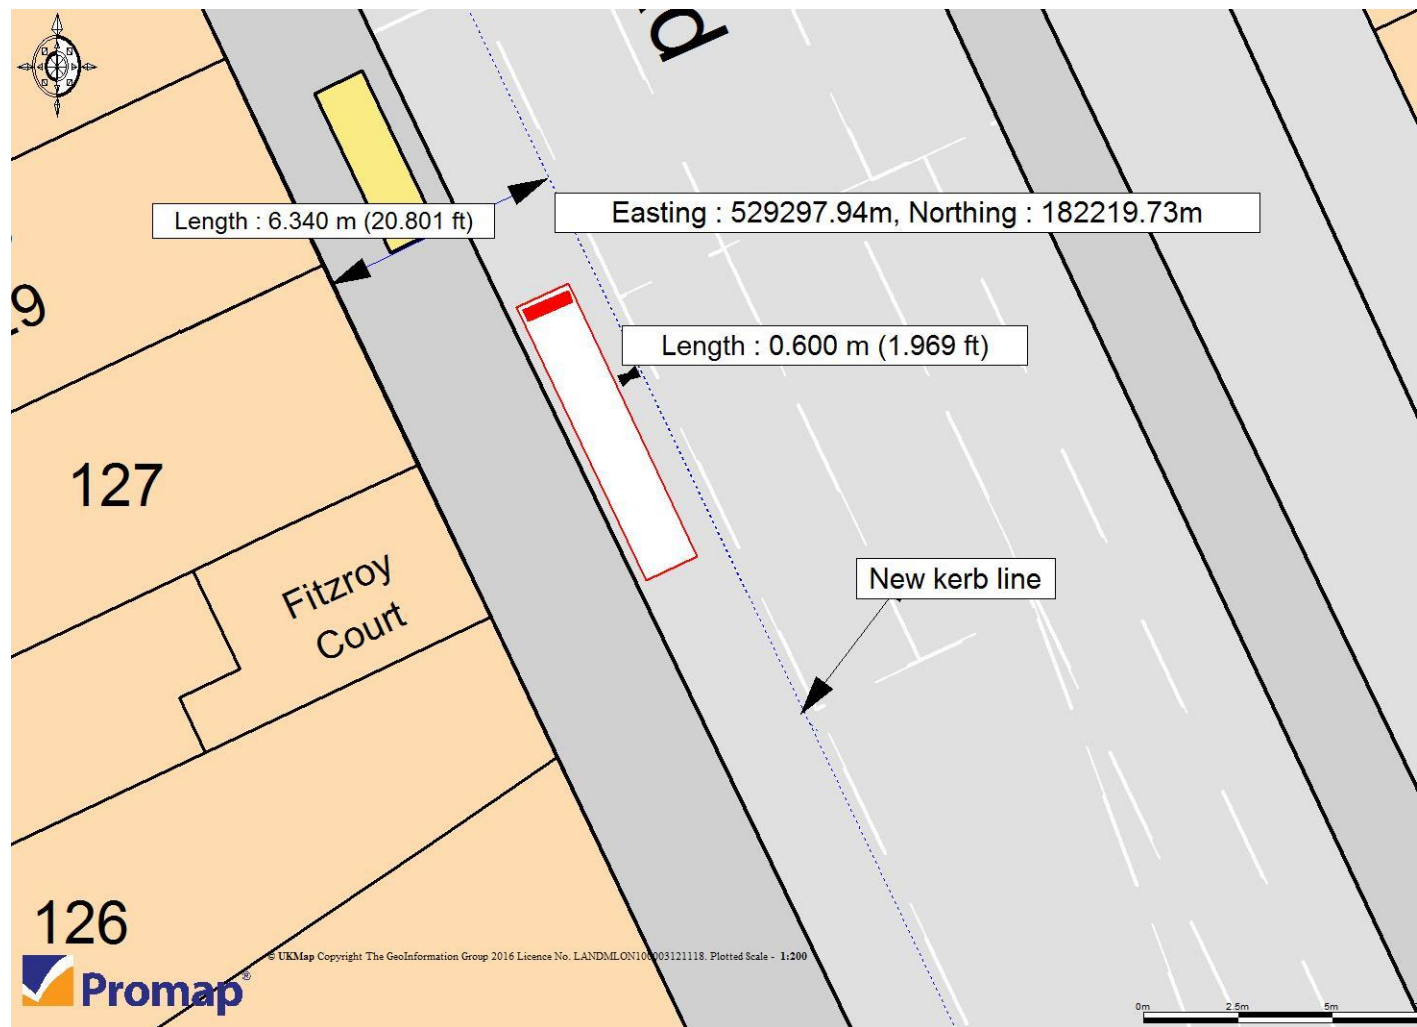 d
Length : 6.340 m (20.801 ft)
Easting : 529297.94m, Northing : 182219.73m
Length : 0.600 m (1.969 ft)
127
Fitzroy
Court
New kerb line
126
© UKMap Copyright The GeoInformation Group 2016 Licence No. LANDMLON100003121118. Plotted Scale - 1:200
Promap®
0m 2.5m 5m